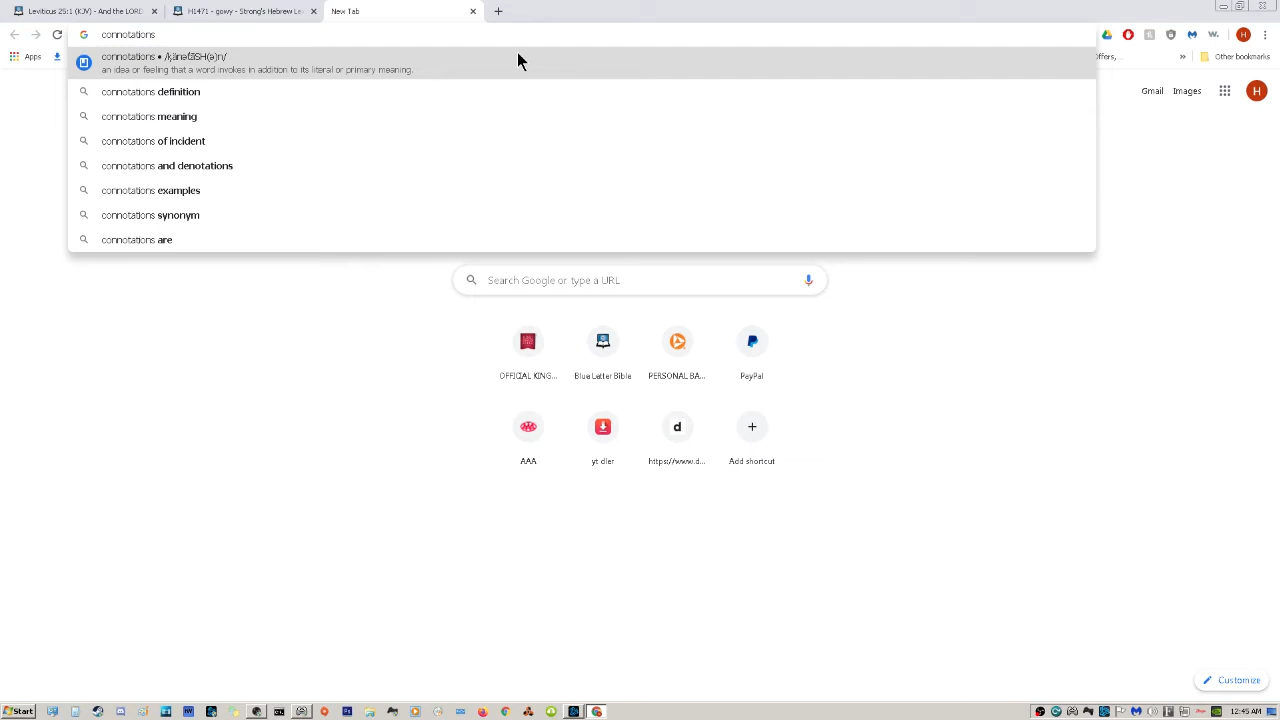 Leviticus 25:1 (KJV) - And the LORD
H1471 - gowy - Strong's Hebrew Le
New Tab
connotations
Apps
Offers,...
Other bookmarks
connotations • /ˌkänəˈtāSH(ə)n/
an idea or feeling that a word invokes in addition to its literal or primary meaning.
connotations definition
connotations meaning
connotations of incident
connotations and denotations
connotations examples
connotations synonym
connotations are
Gmail
Images
H
Search Google or type a URL
OFFICIAL KING...
Blue Letter Bible
PERSONAL BA...
PayPal
AAA
yt dler
https://www.d...
Add shortcut
Customize
Start
12:45 AM